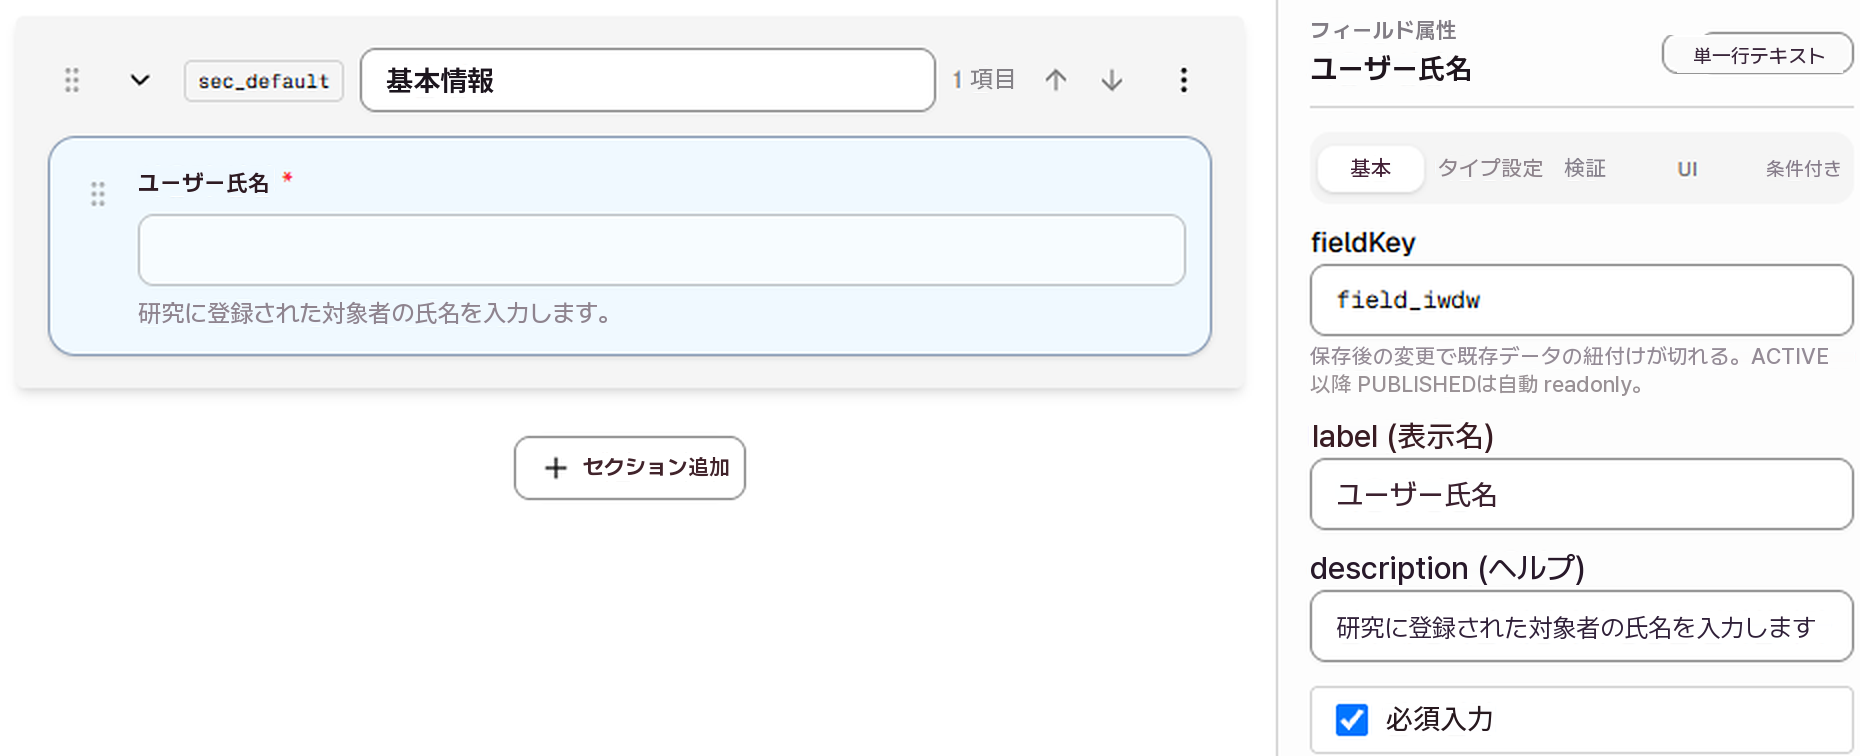 sec_default
基本情報
1 項目
ユーザー氏名 *
研究に登録された対象者の氏名を入力します。
セクション追加
フィールド属性
ユーザー氏名
単一行テキスト
基本 タイプ設定 検証 UI 条件付き
fieldKey
field_iwdw
保存後の変更で既存データの紐付けが切れる。ACTIVE
以降 PUBLISHEDは自動 readonly。
label (表示名)
ユーザー氏名
description (ヘルプ)
研究に登録された対象者の氏名を入力します
必須入力